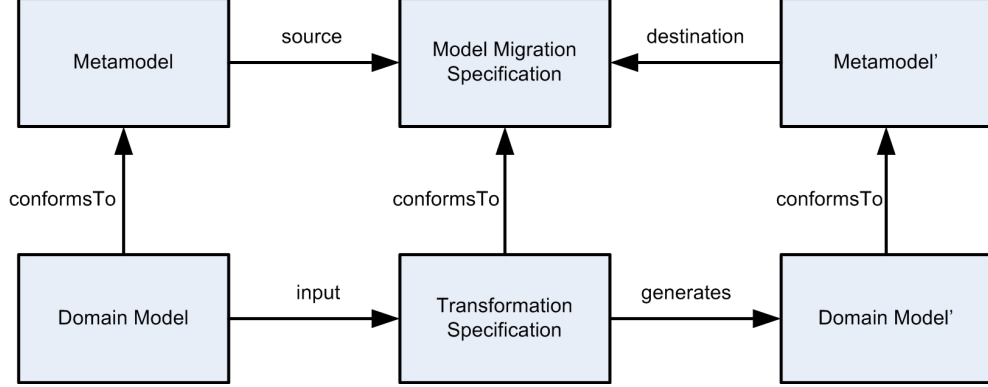 source
destination
Metamodel
Model Migration
Specification
Metamodel’
conformsTo
conformsTo
conformsTo
input
generates
Domain Model
Transformation
Specification
Domain Model’